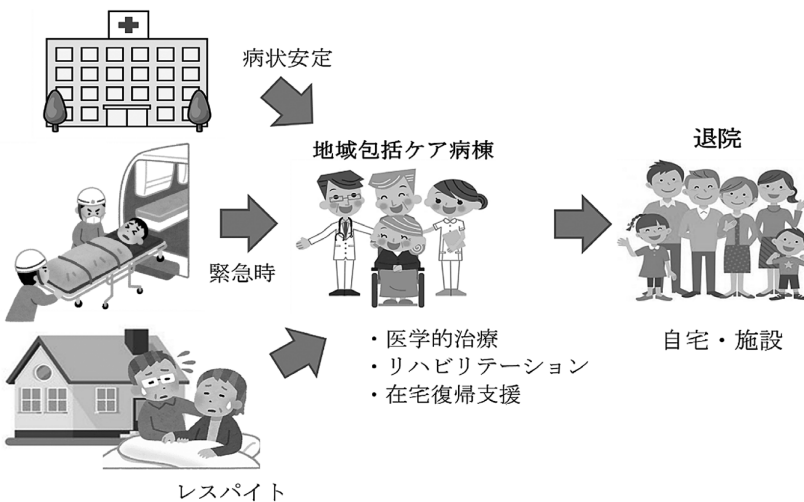 病状安定
地域包括ケア病棟
退院
緊急時
・医学的治療
・リハビリテーション
・在宅復帰支援
自宅・施設
レスパイト